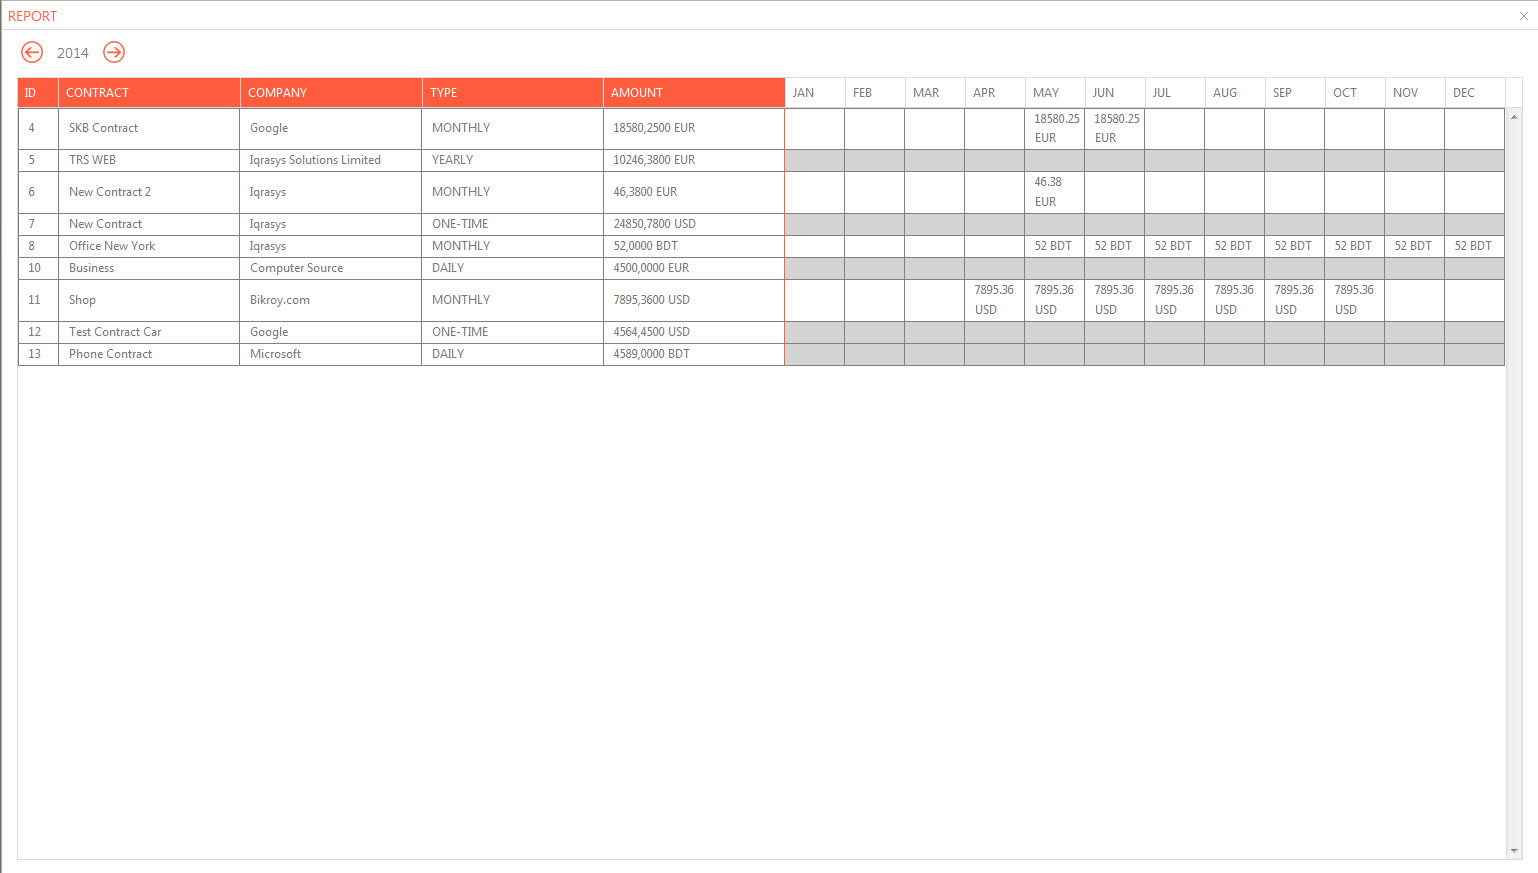 REPORT
2014
ID CONTRACT COMPANY TYPE AMOUNT JAN FEB MAR APR MAY JUN JUL AUG SEP OCT NOV DEC
4 SKB Contract Google MONTHLY 18580,2500 EUR 18580.25 EUR 18580.25 EUR
5 TRS WEB Iqrasys Solutions Limited YEARLY 10246,3800 EUR
6 New Contract 2 Iqrasys MONTHLY 46,3800 EUR 46.38 EUR
7 New Contract Iqrasys ONE-TIME 24850,7800 USD
8 Office New York Iqrasys MONTHLY 52,0000 BDT 52 BDT 52 BDT 52 BDT 52 BDT 52 BDT 52 BDT 52 BDT 52 BDT
10 Business Computer Source DAILY 4500,0000 EUR
11 Shop Bikroy.com MONTHLY 7895,3600 USD 7895.36 USD 7895.36 USD 7895.36 USD 7895.36 USD 7895.36 USD 7895.36 USD 7895.36 USD
12 Test Contract Car Google ONE-TIME 4564,4500 USD
13 Phone Contract Microsoft DAILY 4589,0000 BDT